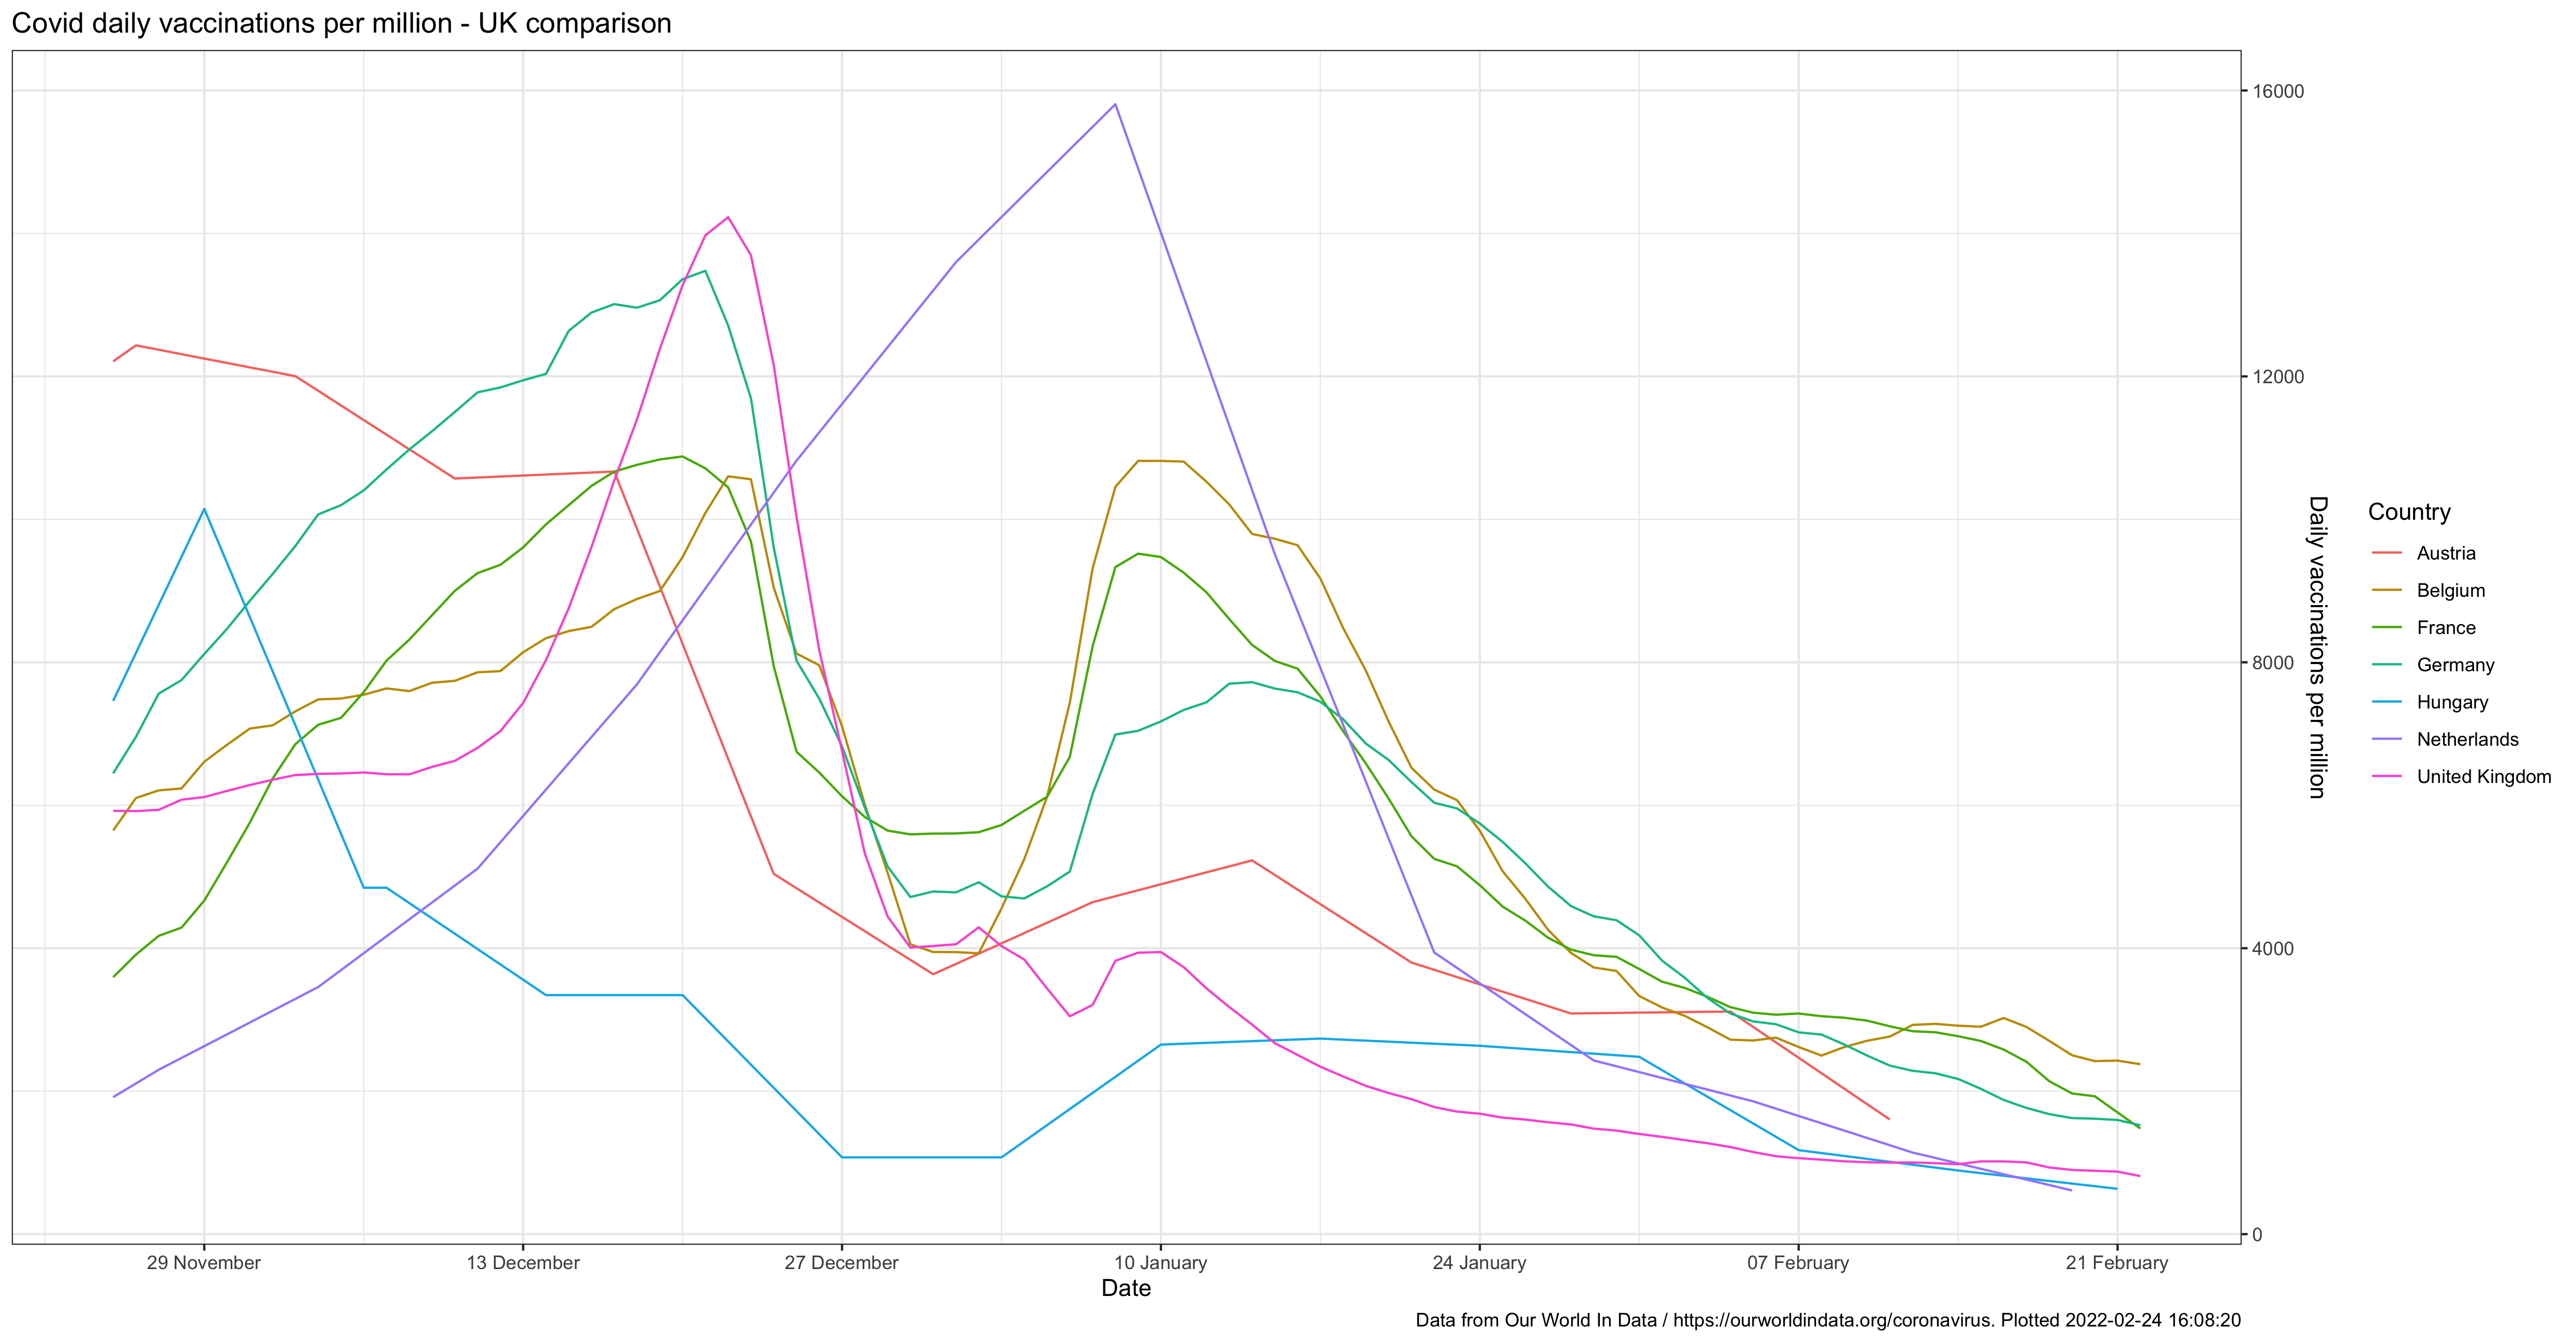 Covid daily vaccinations per million - UK comparison
16000
12000
8000
4000
0
Daily vaccinations per million
Country
Austria
Belgium
France
Germany
Hungary
Netherlands
United Kingdom
29 November 13 December 27 December 10 January 24 January 07 February 21 February
Date
Data from Our World In Data / https://ourworldindata.org/coronavirus. Plotted 2022-02-24 16:08:20